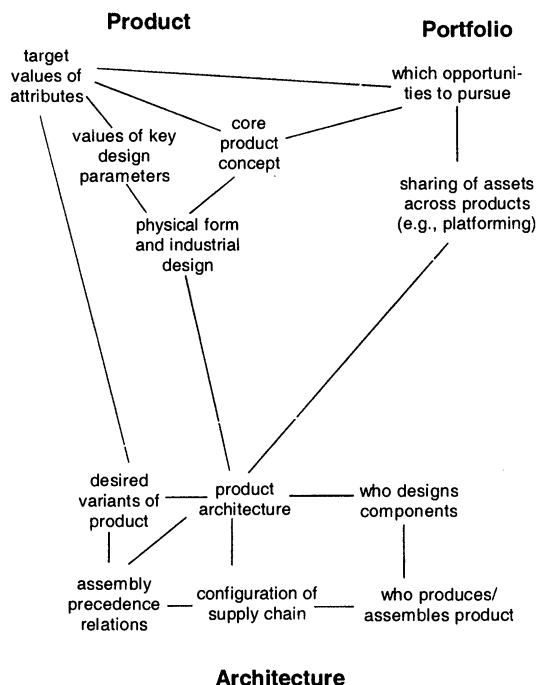 Product
Portfolio
target
values of
attributes
which opportuni-
ties to pursue
core
product
concept
values of key
design
parameters
sharing of assets
across products
(e.g., platforming)
physical form
and industrial
design
desired
variants of
product
product
architecture
who designs
components
assembly
precedence
relations
configuration of
supply chain
who produces/
assembles product
Architecture